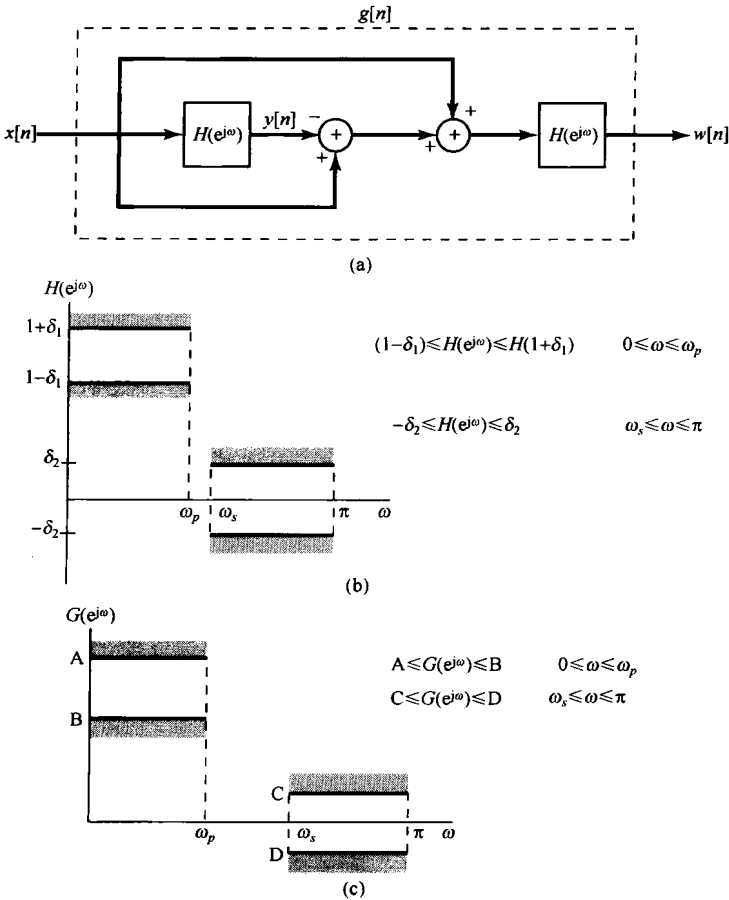 g[n]
x[n] H(e^jω) y[n] − + + + + + H(e^jω) w[n]
(a)
H(e^jω)
1+δ₁
1−δ₁
δ₂
−δ₂
ω_p ω_s π ω
(1−δ₁)≤H(e^jω)≤H(1+δ₁) 0≤ω≤ω_p
−δ₂≤H(e^jω)≤δ₂ ω_s≤ω≤π
(b)
G(e^jω)
A
B
C
D
ω_p ω_s π ω
A≤G(e^jω)≤B 0≤ω≤ω_p
C≤G(e^jω)≤D ω_s≤ω≤π
(c)